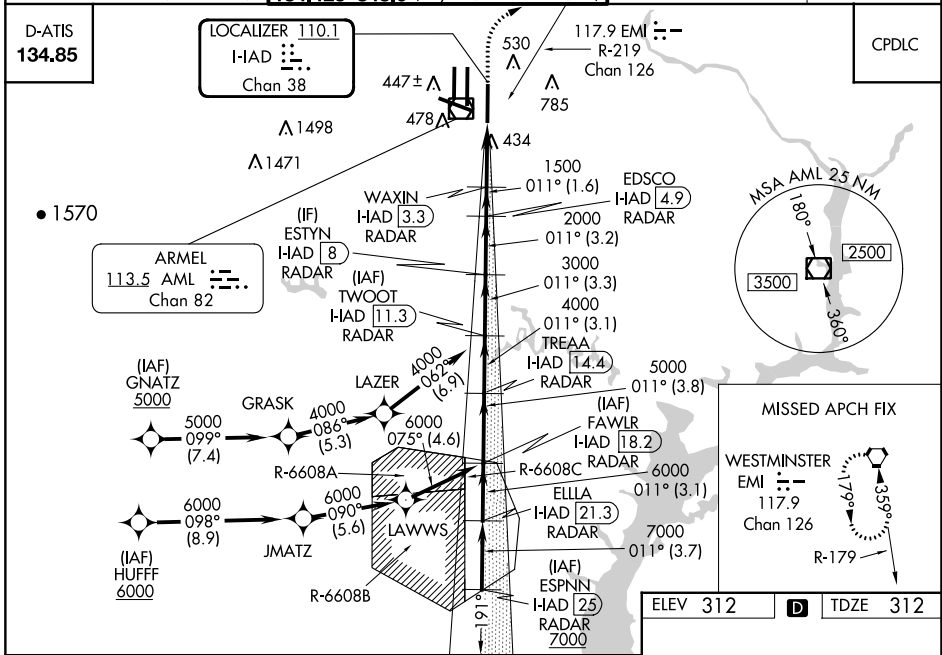 D-ATIS
134.85
LOCALIZER 110.1
I-IAD
Chan 38
117.9 EMI
R-219
Chan 126
CPDLC
530
447±
785
478
434
1498
1471
1570
1500
011° (1.6)
WAXIN
I-IAD 3.3
RADAR
EDSCO
I-IAD 4.9
RADAR
2000
011° (3.2)
(IF)
ESTYN
I-IAD 8
RADAR
3000
011° (3.3)
ARMEL
113.5 AML
Chan 82
(IAF)
TWOOT
I-IAD 11.3
RADAR
4000
011° (3.1)
TREAA
I-IAD 14.4
RADAR
MSA AML 25 NM
180°
2500
3500
360°
5000
011° (3.8)
(IAF)
GNATZ
5000
5000
099°
(7.4)
GRASK
4000
086°
(5.3)
LAZER
4000
062°
(6.9)
(IAF)
FAWLR
I-IAD 18.2
RADAR
6000
075° (4.6)
R-6608A
R-6608C
6000
011° (3.1)
6000
098°
(8.9)
(IAF)
HUFFF
6000
JMATZ
6000
090°
(5.6)
LAWWS
R-6608B
ELLLA
I-IAD 21.3
RADAR
7000
011° (3.7)
(IAF)
ESPNN
I-IAD 25
RADAR
7000
191°
MISSED APCH FIX
WESTMINSTER
EMI
117.9
Chan 126
179°
359°
R-179
ELEV 312
D
TDZE 312